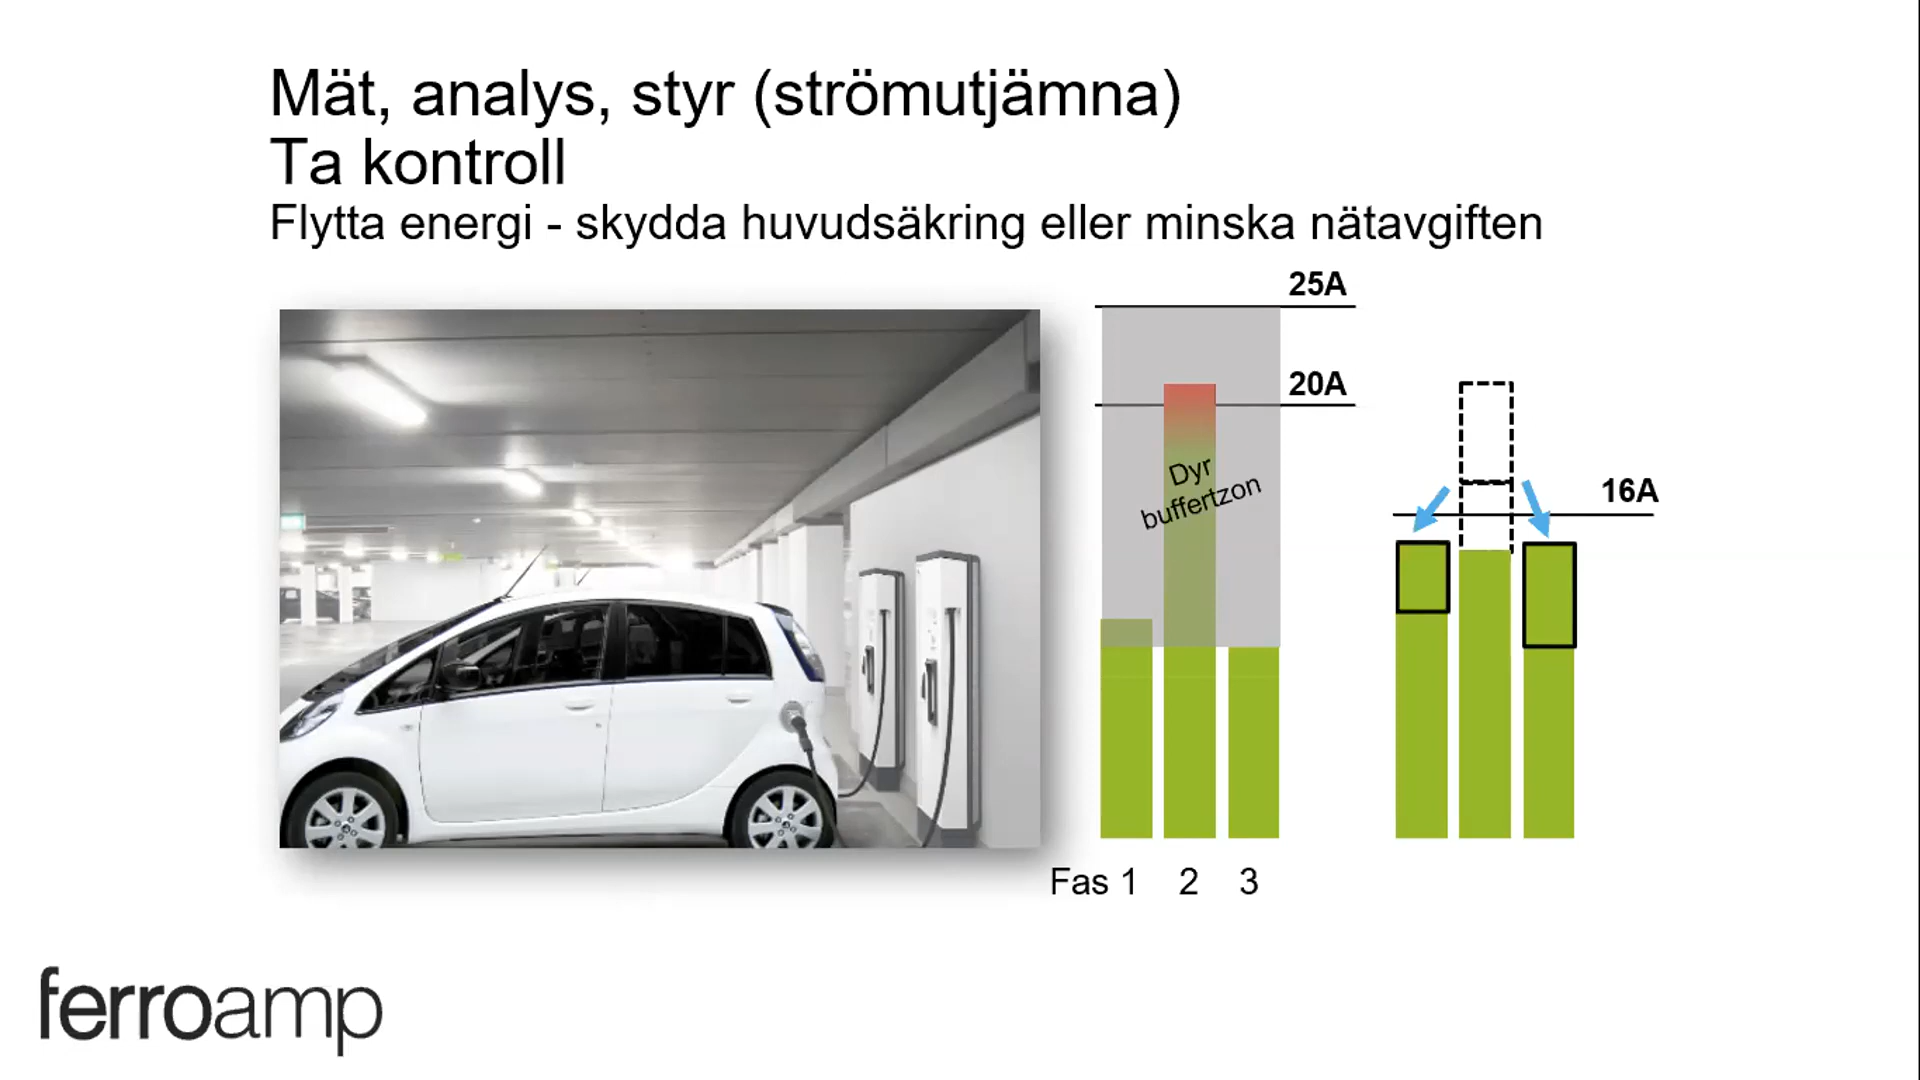 Mät, analys, styr (strömutjämna)
Ta kontroll
Flytta energi - skydda huvudsäkring eller minska nätavgiften
25A
20A
Dyr
buffertzon
16A
Fas 1 2 3
ferroamp